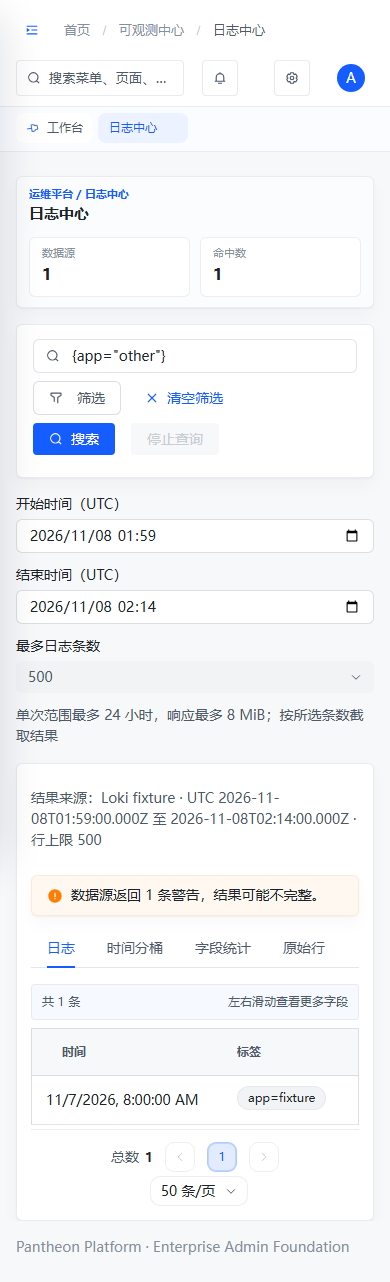 首页 / 可观测中心 / 日志中心
搜索菜单、页面、... A
工作台 日志中心
运维平台 / 日志中心
日志中心
数据源 命中数
1 1
{app="other"}
筛选 清空筛选
搜索 停止查询
开始时间（UTC）
2026/11/08 01:59
结束时间（UTC）
2026/11/08 02:14
最多日志条数
500
单次范围最多 24 小时，响应最多 8 MiB；按所选条数截
取结果
结果来源：Loki fixture · UTC 2026-11-
08T01:59:00.000Z 至 2026-11-08T02:14:00.000Z ·
行上限 500
数据源返回 1 条警告，结果可能不完整。
日志 时间分桶 字段统计 原始行
共 1 条 左右滑动查看更多字段
时间 标签
11/7/2026, 8:00:00 AM app=fixture
总数 1 1
50 条/页
Pantheon Platform · Enterprise Admin Foundation